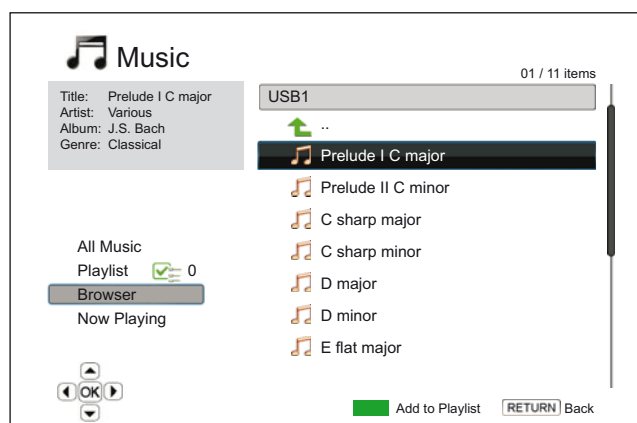 Music
01 / 11 items
Title: Prelude I C major
Artist: Various
Album: J.S. Bach
Genre: Classical
USB1
..
Prelude I C major
Prelude II C minor
C sharp major
C sharp minor
D major
D minor
E flat major
All Music
Playlist 0
Browser
Now Playing
OK
Add to Playlist RETURN Back